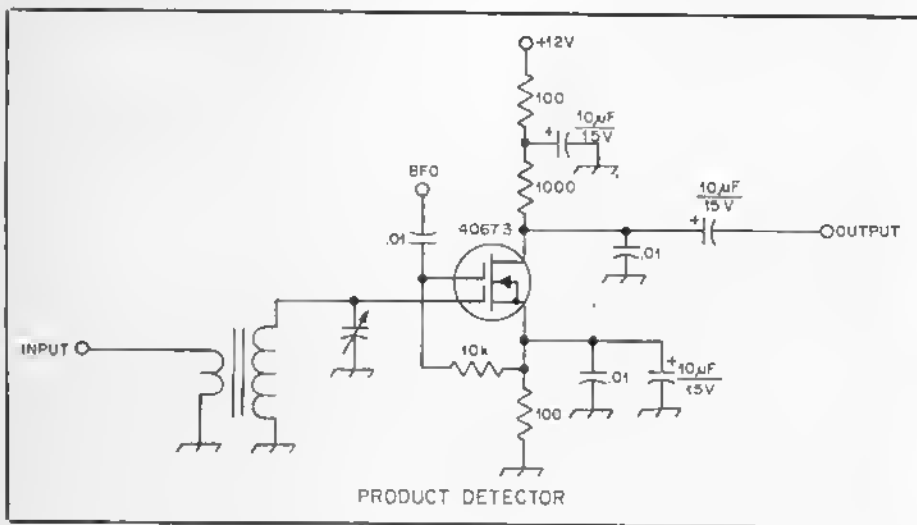 +12V
100
+
10µF
15V
BFO
1000
10µF
15V
+
.01
40673
OUTPUT
.01
INPUT
10k
+
.01
10µF
15V
100
PRODUCT DETECTOR